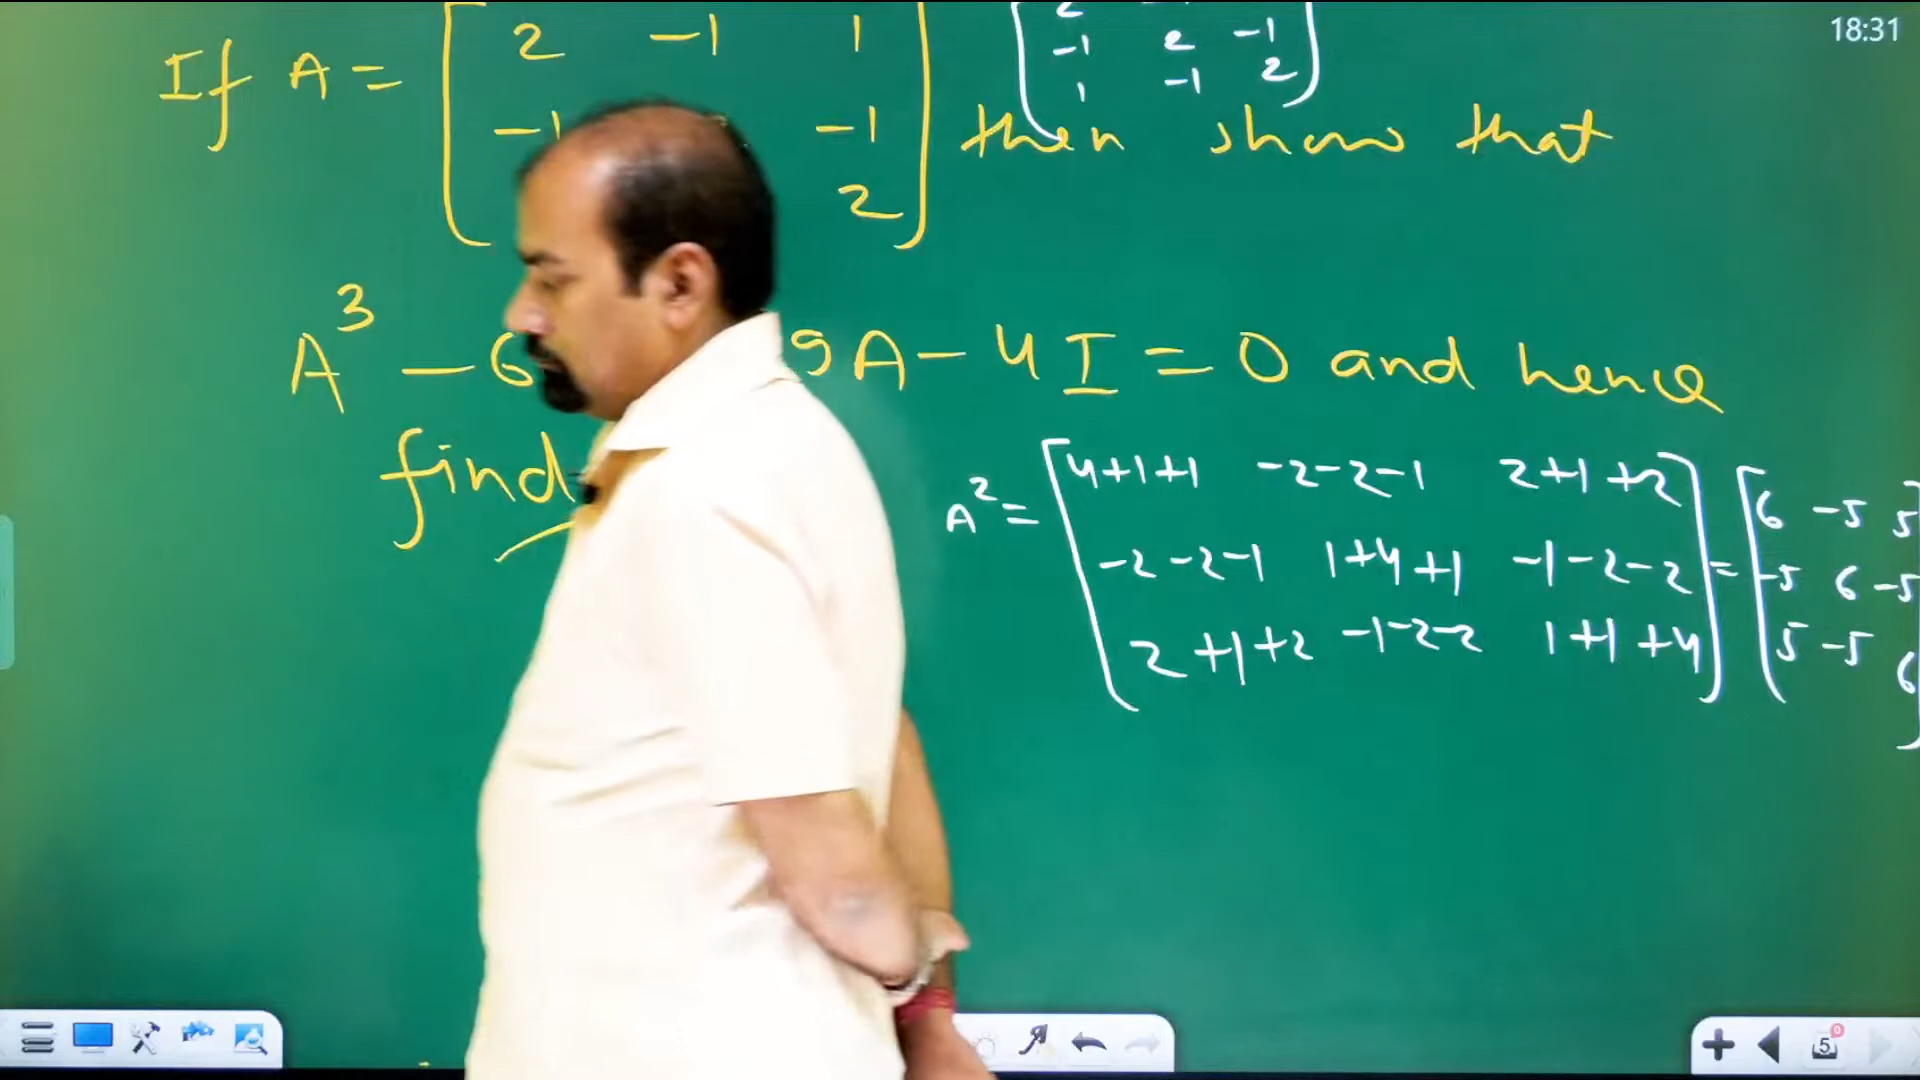 18:31
If A = [2 -1 1
-1 -1
2] then show that
[-1 2 -1
1 -1 2]
A³ - 6 9A - 4I = 0 and hence
find
A² = [4+1+1 -2-2-1 2+1+2
-2-2-1 1+4+1 -1-2-2
2+1+2 -1-2-2 1+1+4]
= [6 -5 5
-5 6 -5
5 -5 6]
5
0